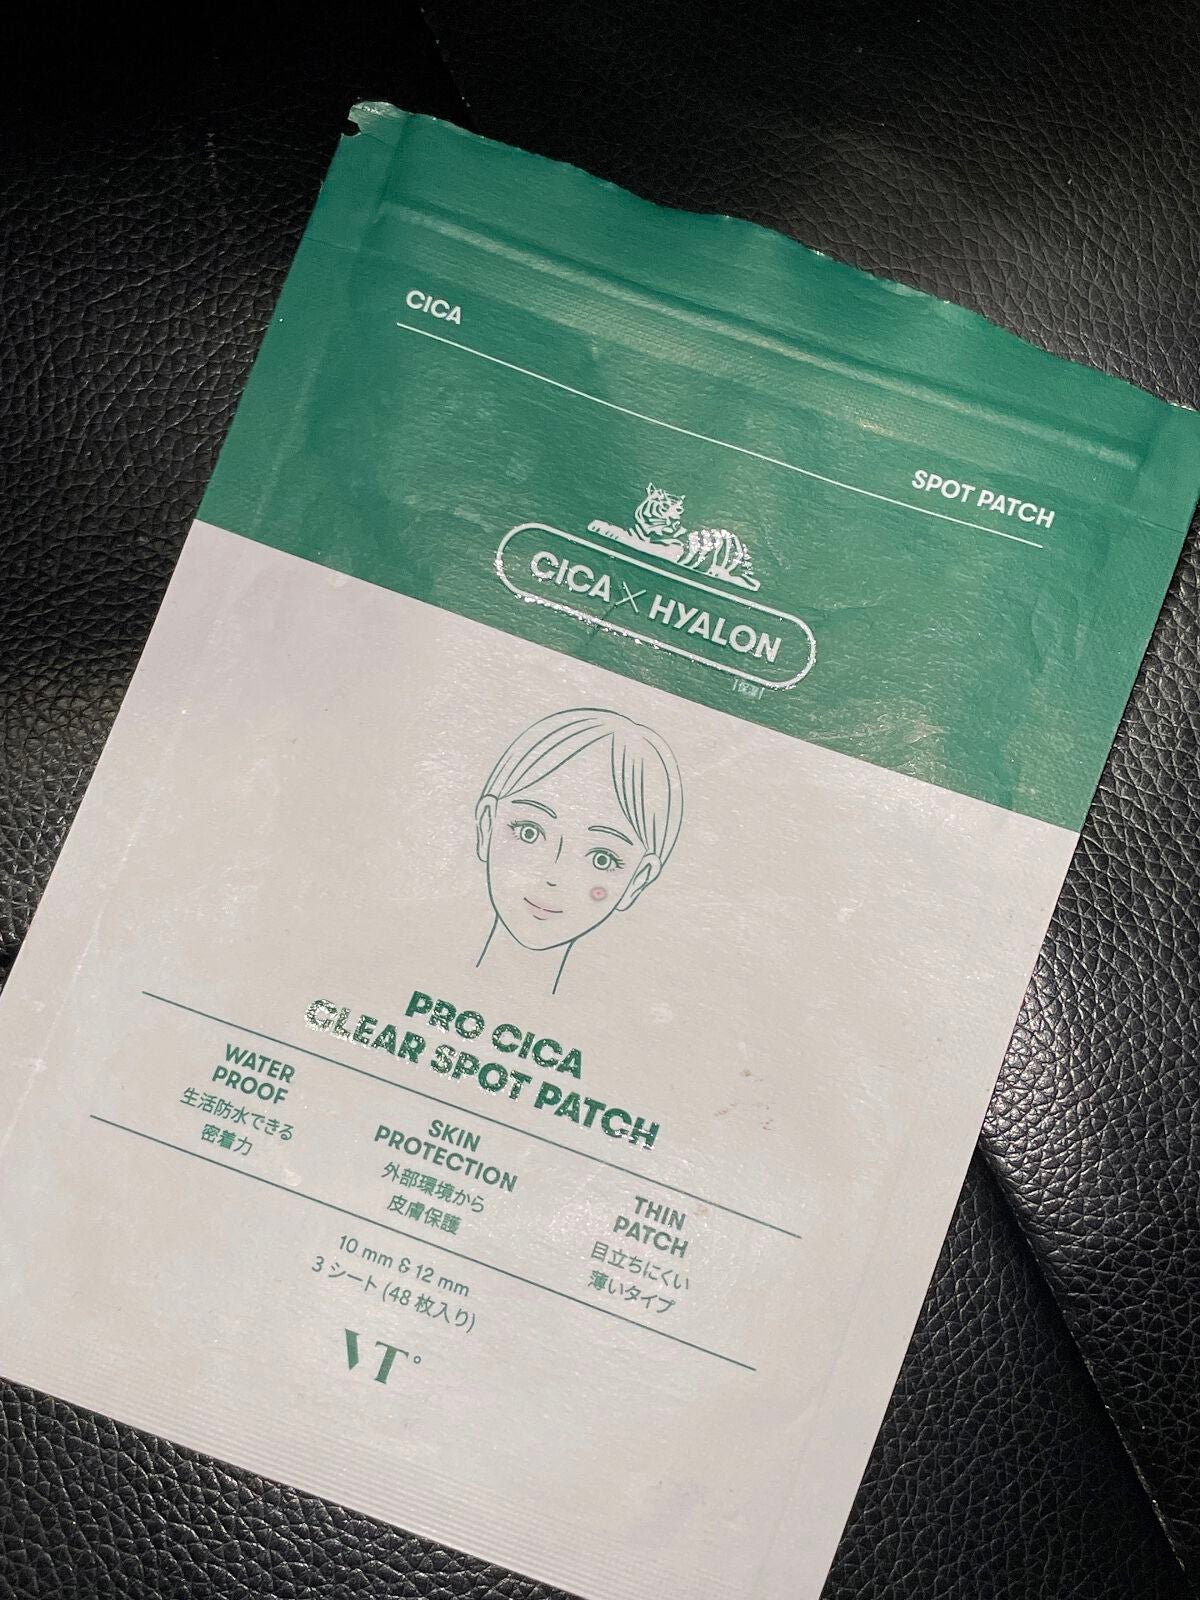 CICA
SPOT PATCH
CICA × HYALON
[保湿]
PRO CICA
CLEAR SPOT PATCH
WATER
PROOF
生活防水できる
密着力
SKIN
PROTECTION
外部環境から
皮膚保護
THIN
PATCH
目立ちにくい
薄いタイプ
10 mm & 12 mm
3 シート (48 枚入り)
VT°